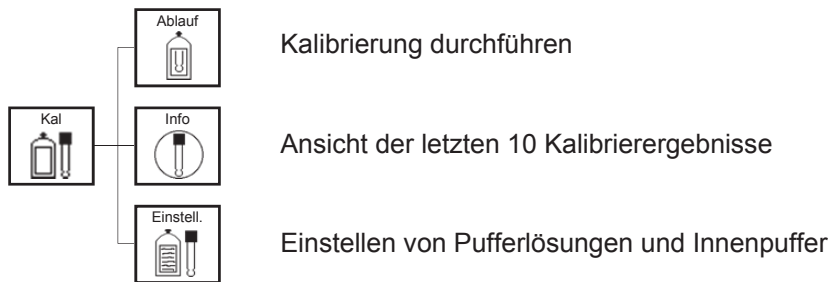 Ablauf
Kalibrierung durchführen
Kal
Info
Ansicht der letzten 10 Kalibrierergebnisse
Einstell.
Einstellen von Pufferlösungen und Innenpuffer